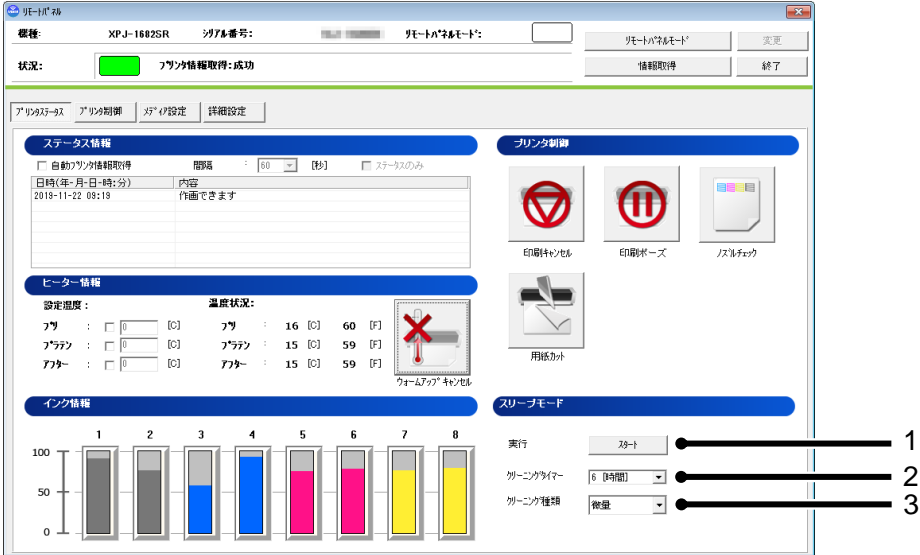 リモートパネル
機種: XPJ-1682SR シリアル番号: リモートパネルモード:
リモートパネルモード 変更
状況: プリンタ情報取得:成功
情報取得 終了
プリンタステータス プリンタ制御 メディア設定 詳細設定
ステータス情報
自動プリンタ情報取得 間隔 : 60 [秒] ステータスのみ
日時(年-月-日-時:分) 内容
2019-11-22 09:19 作画できます
プリンタ制御
印刷キャンセル 印刷ポーズ ノズルチェック
用紙カット
ヒーター情報
設定温度: 温度状況:
プリ : 0 [C] プリ : 16 [C] 60 [F]
プラテン : 0 [C] プラテン : 15 [C] 59 [F]
アフター : 0 [C] アフター : 15 [C] 59 [F]
ウォームアップ キャンセル
インク情報
1 2 3 4 5 6 7 8
100
50
0
スリープモード
実行 スタート 1
クリーニングタイマー 6 [時間] 2
クリーニング種類 微量 3